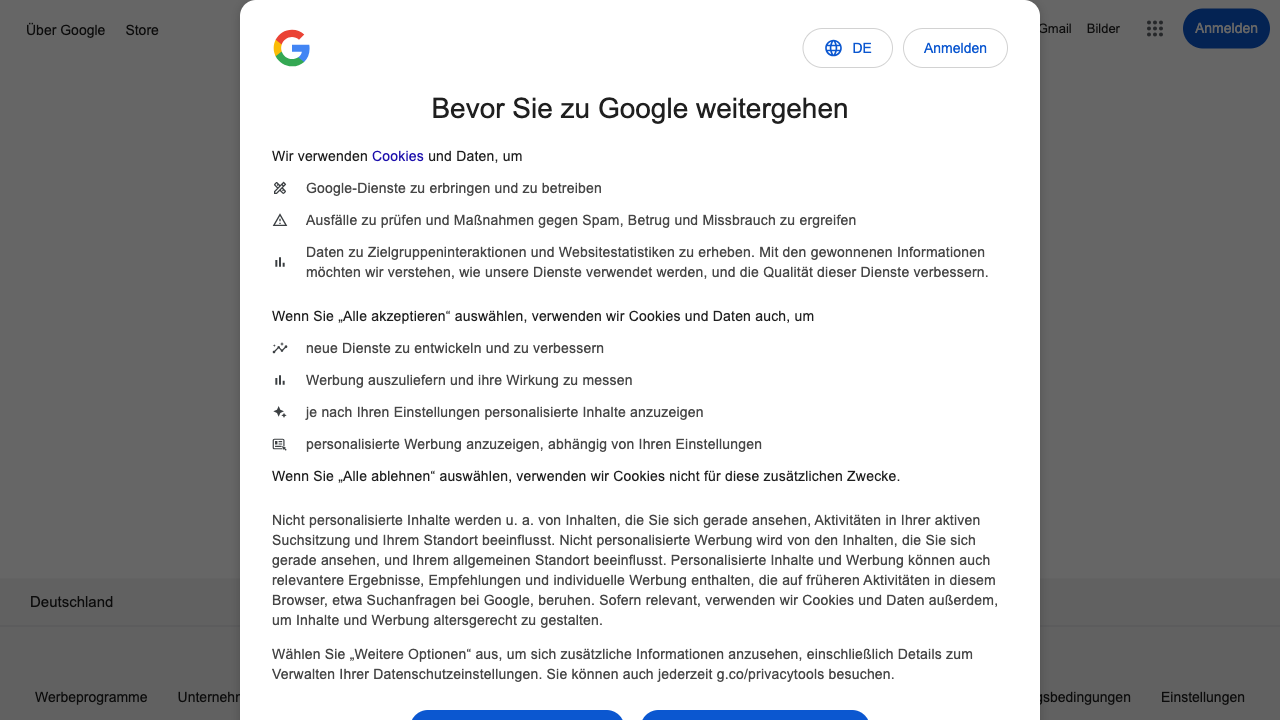 Über Google Store
Gmail Bilder Anmelden
DE Anmelden
Bevor Sie zu Google weitergehen
Wir verwenden Cookies und Daten, um
Google-Dienste zu erbringen und zu betreiben
Ausfälle zu prüfen und Maßnahmen gegen Spam, Betrug und Missbrauch zu ergreifen
Daten zu Zielgruppeninteraktionen und Websitestatistiken zu erheben. Mit den gewonnenen Informationen
möchten wir verstehen, wie unsere Dienste verwendet werden, und die Qualität dieser Dienste verbessern.
Wenn Sie „Alle akzeptieren“ auswählen, verwenden wir Cookies und Daten auch, um
neue Dienste zu entwickeln und zu verbessern
Werbung auszuliefern und ihre Wirkung zu messen
je nach Ihren Einstellungen personalisierte Inhalte anzuzeigen
personalisierte Werbung anzuzeigen, abhängig von Ihren Einstellungen
Wenn Sie „Alle ablehnen“ auswählen, verwenden wir Cookies nicht für diese zusätzlichen Zwecke.
Nicht personalisierte Inhalte werden u. a. von Inhalten, die Sie sich gerade ansehen, Aktivitäten in Ihrer aktiven
Suchsitzung und Ihrem Standort beeinflusst. Nicht personalisierte Werbung wird von den Inhalten, die Sie sich
gerade ansehen, und Ihrem allgemeinen Standort beeinflusst. Personalisierte Inhalte und Werbung können auch
relevantere Ergebnisse, Empfehlungen und individuelle Werbung enthalten, die auf früheren Aktivitäten in diesem
Browser, etwa Suchanfragen bei Google, beruhen. Sofern relevant, verwenden wir Cookies und Daten außerdem,
um Inhalte und Werbung altersgerecht zu gestalten.
Wählen Sie „Weitere Optionen“ aus, um sich zusätzliche Informationen anzusehen, einschließlich Details zum
Verwalten Ihrer Datenschutzeinstellungen. Sie können auch jederzeit g.co/privacytools besuchen.
Deutschland
Werbeprogramme Unternehr gsbedingungen Einstellungen